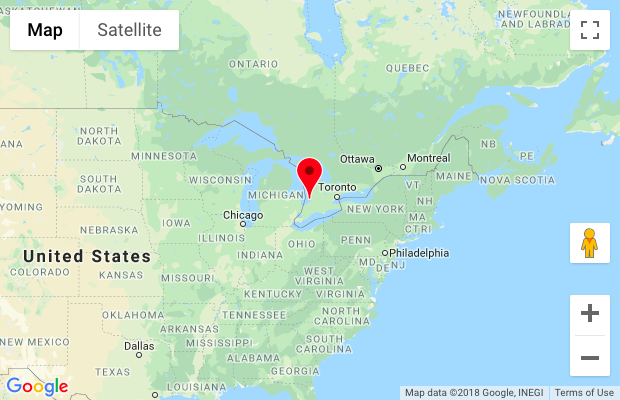 SASKATCHEWAN
Map
Satellite
NEWFOUNDLAND
AND LABRADOR
ONTARIO
QUEBEC
NORTH
DAKOTA
MINNESOTA
Ottawa
Montreal
NB
PE
MAINE
NOVA SCOTIA
SOUTH
DAKOTA
WISCONSIN
MICHIGAN
Toronto
VT
NH
NEW YORK
MA
CT
RI
Chicago
IOWA
NEBRASKA
ILLINOIS
INDIANA
OHIO
PENN
Philadelphia
MD
DE
NJ
United States
COLORADO
KANSAS
MISSOURI
WEST
VIRGINIA
KENTUCKY
VIRGINIA
OKLAHOMA
TENNESSEE
NORTH
CAROLINA
ARKANSAS
MISSISSIPPI
SOUTH
CAROLINA
NEW MEXICO
Dallas
ALABAMA
TEXAS
GEORGIA
LOUISIANA
Google
Map data ©2018 Google, INEGI
Terms of Use